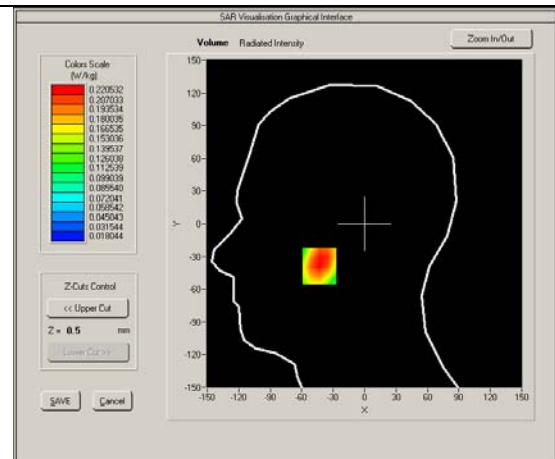 SAR Visualisation Graphical Interface
Volume Radiated Intensity
Zoom In/Out
Colors Scale
(W/kg)
0.220532
0.207033
0.193534
0.180035
0.166535
0.153036
0.139537
0.126038
0.112539
0.099039
0.085540
0.072041
0.058542
0.045043
0.031544
0.018044
Z-Cuts Control
<< Upper Cut
Z = 0.5 mm
Lower Cut >>
SAVE Cancel
150
120
90
60
30
0
-30
-60
-90
-120
-150
Y
-150 -120 -90 -60 -30 0 30 60 90 120 150
X